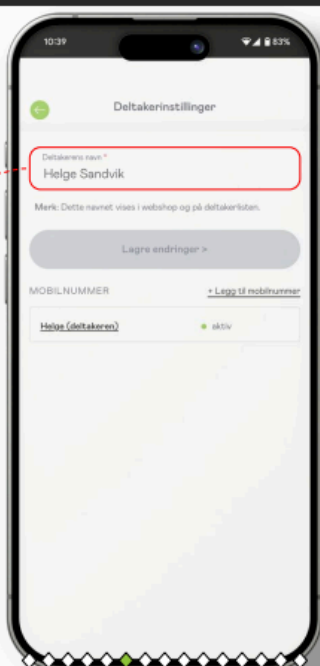 10:39
83%
Deltakerinstillinger
Deltakerens navn *
Helge Sandvik
Merk: Dette navnet vises i webshop og på deltakerlisten.
Lagre endringer >
MOBILNUMMER
+ Legg til mobilnummer
Helge (deltakeren)
aktiv